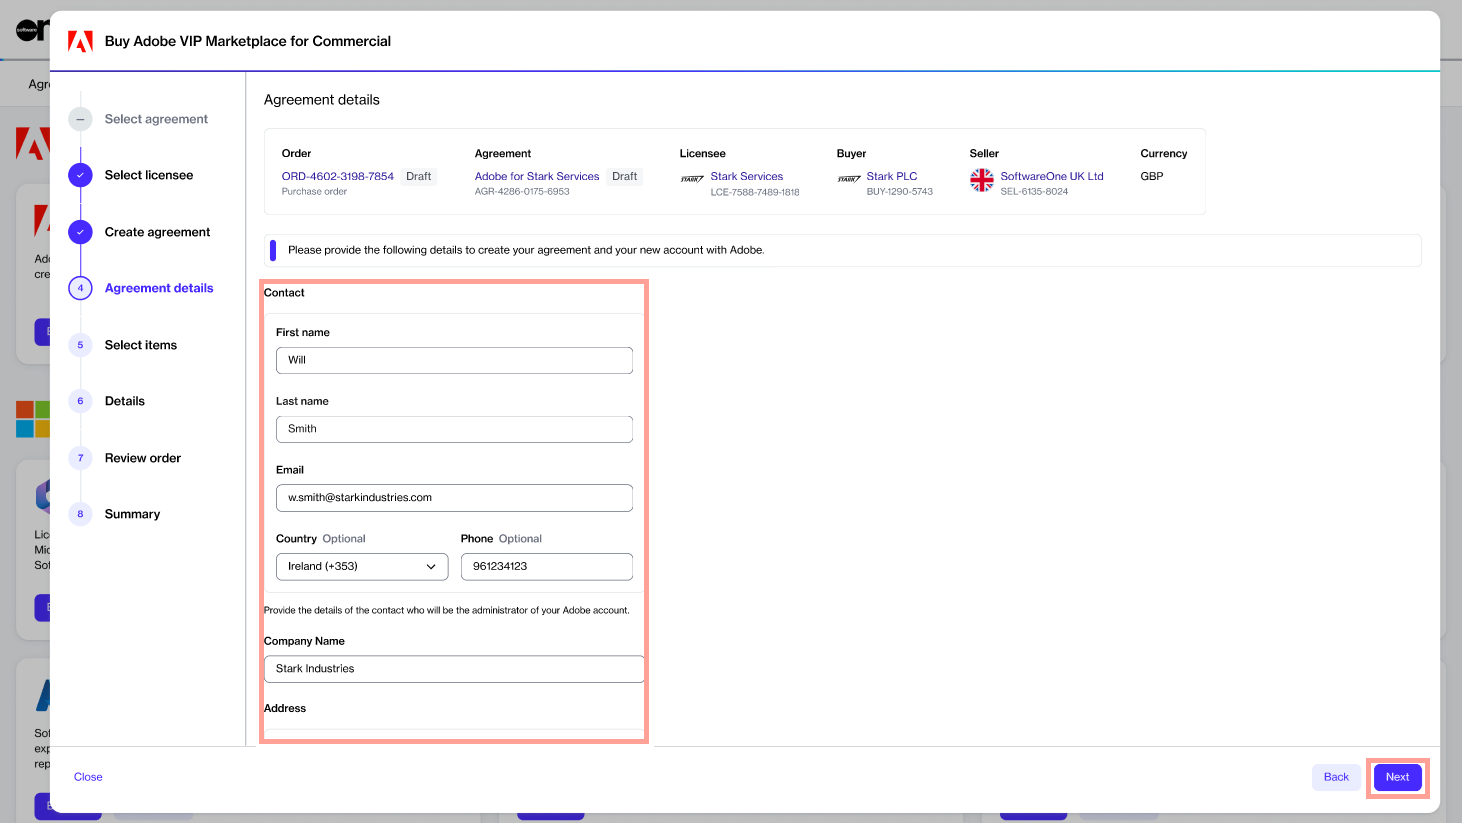 software
Buy Adobe VIP Marketplace for Commercial
Agr
Select agreement
Select licensee
Create agreement
4 Agreement details
5 Select items
6 Details
7 Review order
8 Summary
Agreement details
Order Agreement Licensee Buyer Seller Currency
ORD-4602-3198-7854 Draft Adobe for Stark Services Draft STARK Stark Services STARK Stark PLC SoftwareOne UK Ltd GBP
Purchase order AGR-4286-0175-6953 LCE-7588-7489-1818 BUY-1290-5743 SEL-6135-8024
Please provide the following details to create your agreement and your new account with Adobe.
Contact
First name
Will
Last name
Smith
Email
w.smith@starkindustries.com
Country Optional Phone Optional
Ireland (+353) 961234123
Provide the details of the contact who will be the administrator of your Adobe account.
Company Name
Stark Industries
Address
Close Back Next